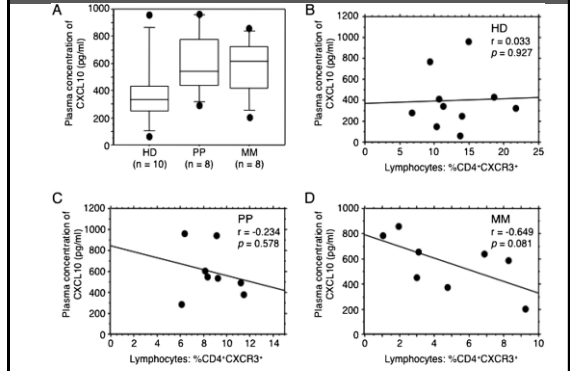 A
Plasma concentration of
CXCL10 (pg/ml)
1000
800
600
400
200
0
HD
PP
MM
(n = 10)
(n = 8)
(n = 8)
B
Plasma concentration of
CXCL10 (pg/ml)
1200
1000
800
600
400
200
0
HD
r = 0.033
p = 0.927
0 5 10 15 20 25
Lymphocytes: %CD4⁺CXCR3⁺
C
Plasma concentration of
CXCL10 (pg/ml)
1200
1000
800
600
400
200
0
PP
r = -0.234
p = 0.578
0 2 4 6 8 10 12 14
Lymphocytes: %CD4⁺CXCR3⁺
D
Plasma concentration of
CXCL10 (pg/ml)
1000
800
600
400
200
0
MM
r = -0.649
p = 0.081
0 2 4 6 8 10
Lymphocytes: %CD4⁺CXCR3⁺